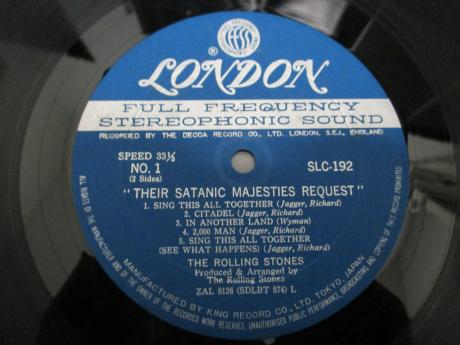 LONDON
®
FULL FREQUENCY
STEREOPHONIC SOUND
RECORDED BY THE DECCA RECORD CO., LTD. LONDON, S.E.I., ENGLAND
SPEED 33⅓
NO. 1
(2 Sides)
SLC-192
"THEIR SATANIC MAJESTIES REQUEST"
1. SING THIS ALL TOGETHER (Jagger, Richard)
2. CITADEL (Jagger, Richard)
3. IN ANOTHER LAND (Wyman)
4. 2,000 MAN (Jagger, Richard)
5. SING THIS ALL TOGETHER
(SEE WHAT HAPPENS) (Jagger, Richard)
THE ROLLING STONES
Produced & Arranged by
The Rolling Stones
ZAL 8126 (SDLBT 574) L
MANUFACTURED BY KING RECORD CO., LTD. TOKYO, JAPAN
ALL RIGHTS OF THE MANUFACTURER AND OF THE OWNER OF THE RECORDED WORK RESERVED. UNAUTHORISED PUBLIC PERFORMANCE, BROADCASTING AND COPYING OF THIS RECORD PROHIBITED